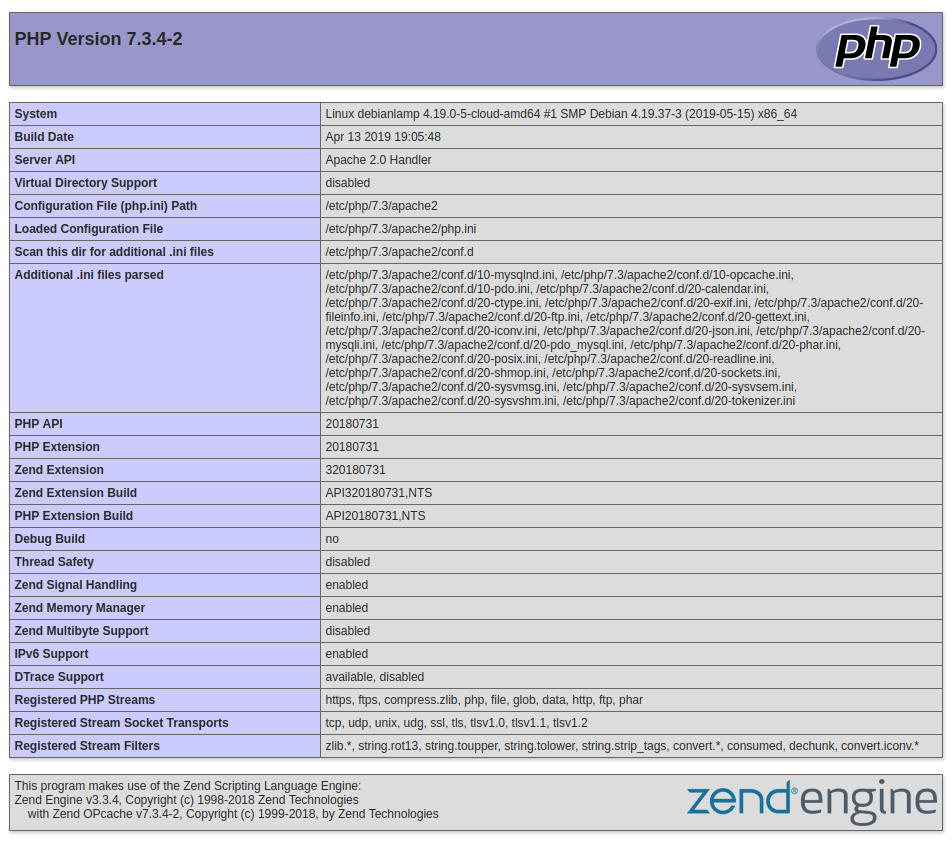 PHP Version 7.3.4-2
php
System Linux debianlamp 4.19.0-5-cloud-amd64 #1 SMP Debian 4.19.37-3 (2019-05-15) x86_64
Build Date Apr 13 2019 19:05:48
Server API Apache 2.0 Handler
Virtual Directory Support disabled
Configuration File (php.ini) Path /etc/php/7.3/apache2
Loaded Configuration File /etc/php/7.3/apache2/php.ini
Scan this dir for additional .ini files /etc/php/7.3/apache2/conf.d
Additional .ini files parsed /etc/php/7.3/apache2/conf.d/10-mysqlnd.ini, /etc/php/7.3/apache2/conf.d/10-opcache.ini,
/etc/php/7.3/apache2/conf.d/10-pdo.ini, /etc/php/7.3/apache2/conf.d/20-calendar.ini,
/etc/php/7.3/apache2/conf.d/20-ctype.ini, /etc/php/7.3/apache2/conf.d/20-exif.ini, /etc/php/7.3/apache2/conf.d/20-
fileinfo.ini, /etc/php/7.3/apache2/conf.d/20-ftp.ini, /etc/php/7.3/apache2/conf.d/20-gettext.ini,
/etc/php/7.3/apache2/conf.d/20-iconv.ini, /etc/php/7.3/apache2/conf.d/20-json.ini, /etc/php/7.3/apache2/conf.d/20-
mysqli.ini, /etc/php/7.3/apache2/conf.d/20-pdo_mysql.ini, /etc/php/7.3/apache2/conf.d/20-phar.ini,
/etc/php/7.3/apache2/conf.d/20-posix.ini, /etc/php/7.3/apache2/conf.d/20-readline.ini,
/etc/php/7.3/apache2/conf.d/20-shmop.ini, /etc/php/7.3/apache2/conf.d/20-sockets.ini,
/etc/php/7.3/apache2/conf.d/20-sysvmsg.ini, /etc/php/7.3/apache2/conf.d/20-sysvsem.ini,
/etc/php/7.3/apache2/conf.d/20-sysvshm.ini, /etc/php/7.3/apache2/conf.d/20-tokenizer.ini
PHP API 20180731
PHP Extension 20180731
Zend Extension 320180731
Zend Extension Build API320180731,NTS
PHP Extension Build API20180731,NTS
Debug Build no
Thread Safety disabled
Zend Signal Handling enabled
Zend Memory Manager enabled
Zend Multibyte Support disabled
IPv6 Support enabled
DTrace Support available, disabled
Registered PHP Streams https, ftps, compress.zlib, php, file, glob, data, http, ftp, phar
Registered Stream Socket Transports tcp, udp, unix, udg, ssl, tls, tlsv1.0, tlsv1.1, tlsv1.2
Registered Stream Filters zlib.*, string.rot13, string.toupper, string.tolower, string.strip_tags, convert.*, consumed, dechunk, convert.iconv.*
This program makes use of the Zend Scripting Language Engine:
Zend Engine v3.3.4, Copyright (c) 1998-2018 Zend Technologies
with Zend OPcache v7.3.4-2, Copyright (c) 1999-2018, by Zend Technologies
zend®engine